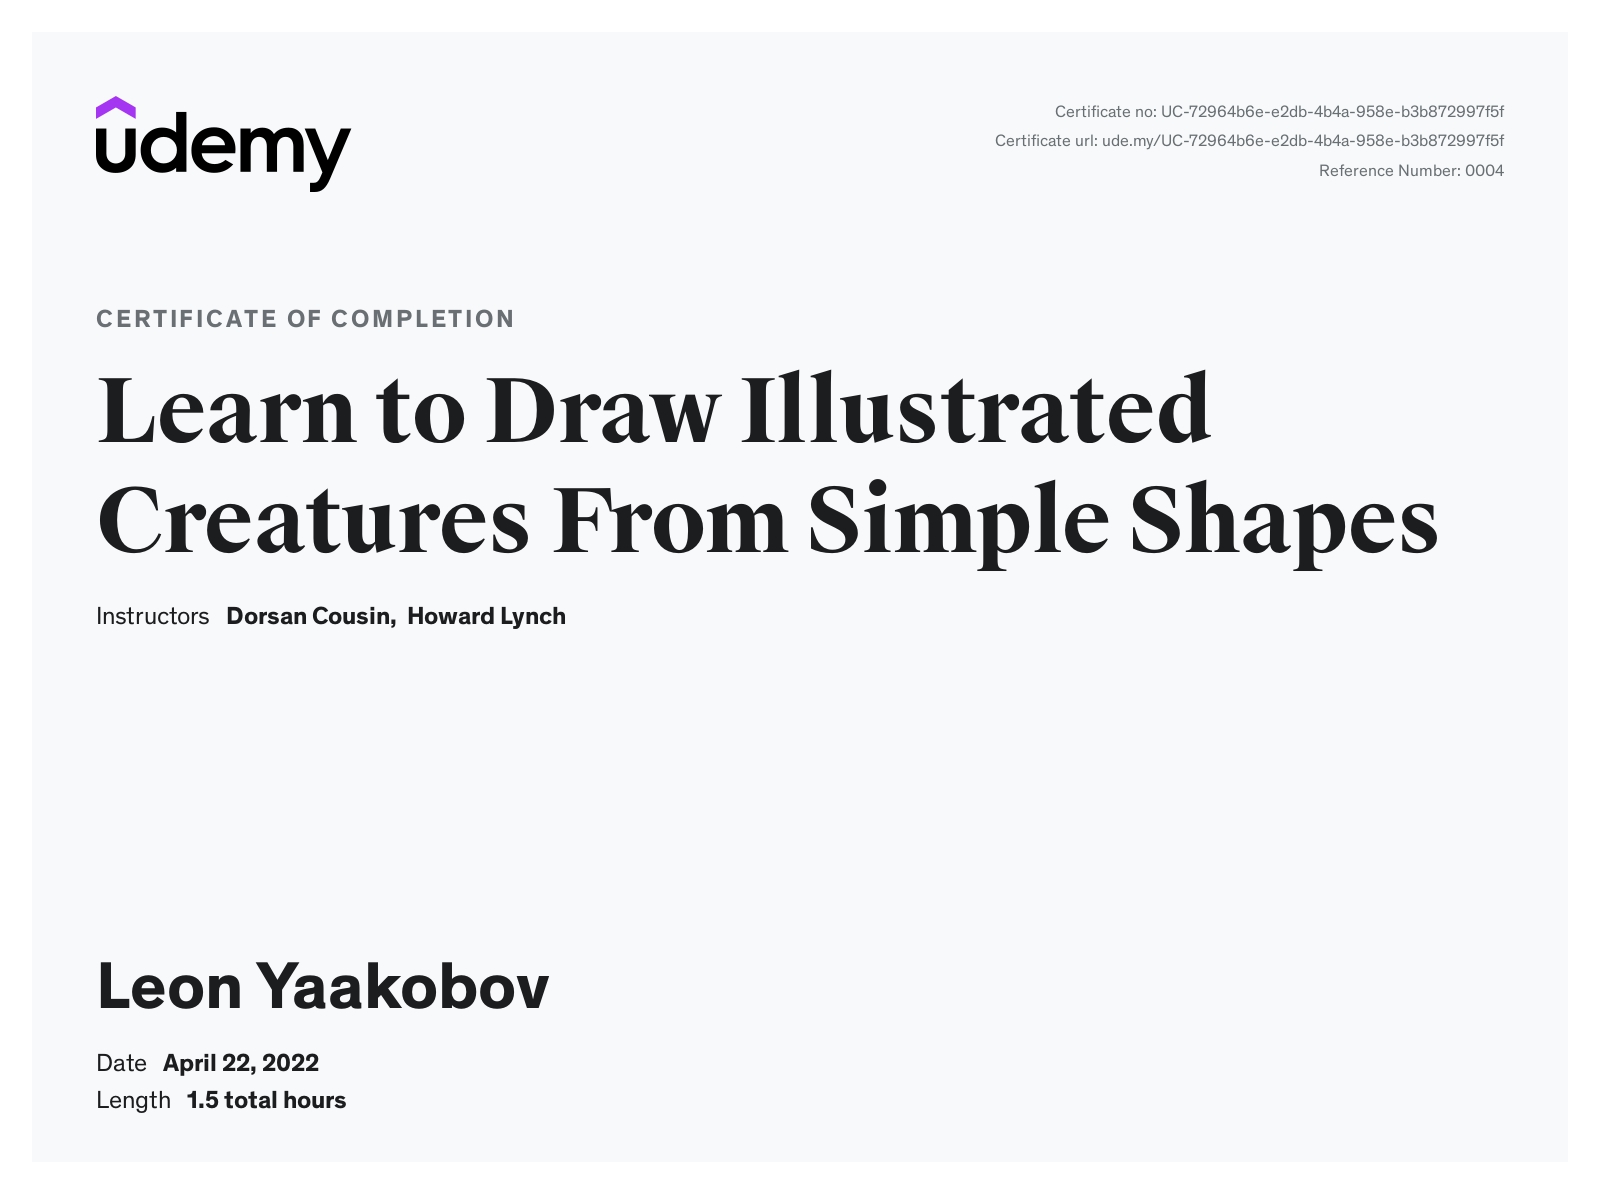 udemy
Certificate no: UC-72964b6e-e2db-4b4a-958e-b3b872997f5f
Certificate url: ude.my/UC-72964b6e-e2db-4b4a-958e-b3b872997f5f
Reference Number: 0004
CERTIFICATE OF COMPLETION
Learn to Draw Illustrated
Creatures From Simple Shapes
Instructors Dorsan Cousin, Howard Lynch
Leon Yaakobov
Date April 22, 2022
Length 1.5 total hours